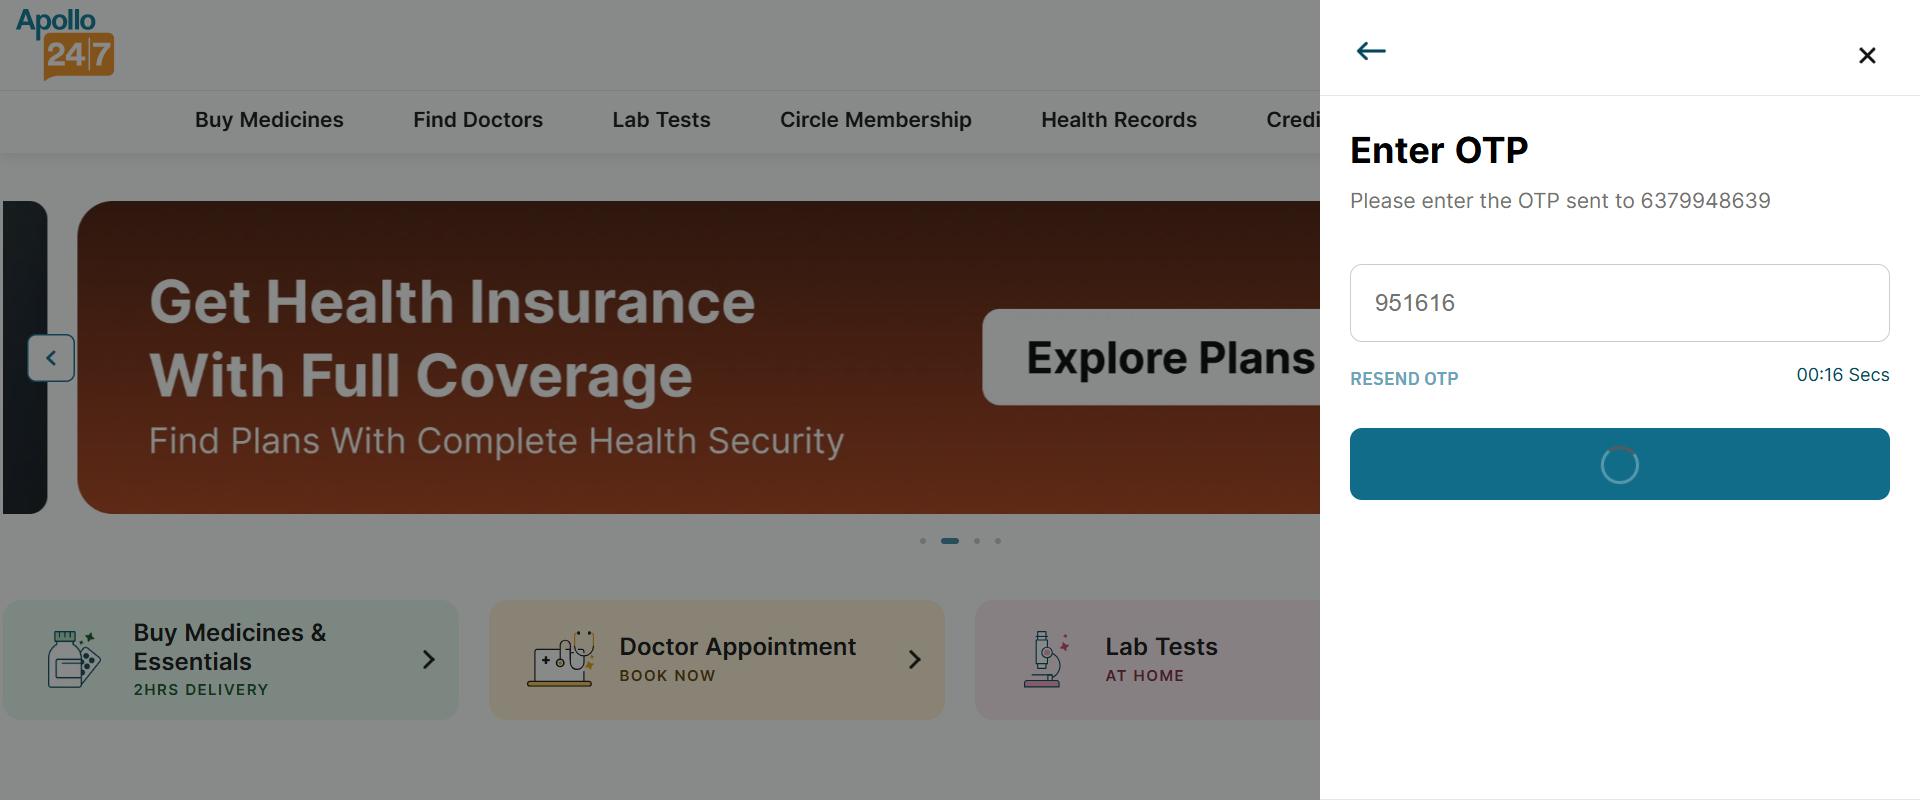 Apollo
24|7
Buy Medicines
Find Doctors
Lab Tests
Circle Membership
Health Records
Credi
Get Health Insurance
With Full Coverage
Find Plans With Complete Health Security
Explore Plans
Buy Medicines &
Essentials
2HRS DELIVERY
Doctor Appointment
BOOK NOW
Lab Tests
AT HOME
Enter OTP
Please enter the OTP sent to 6379948639
951616
RESEND OTP
00:16 Secs